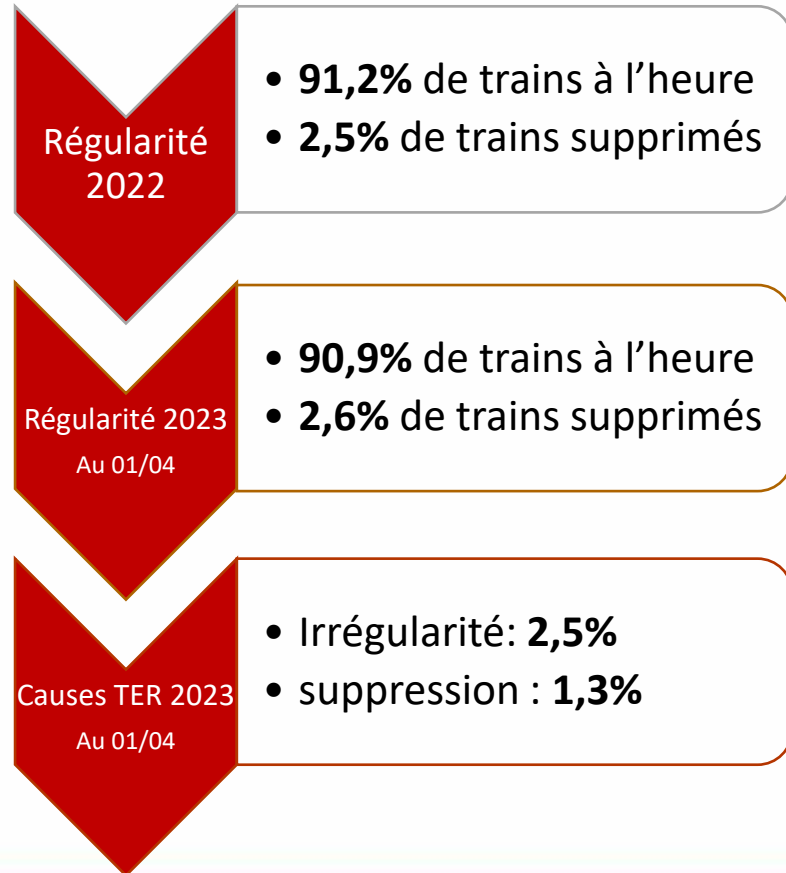 Régularité
2022
• 91,2% de trains à l’heure
• 2,5% de trains supprimés
Régularité 2023
Au 01/04
• 90,9% de trains à l’heure
• 2,6% de trains supprimés
Causes TER 2023
Au 01/04
• Irrégularité: 2,5%
• suppression : 1,3%